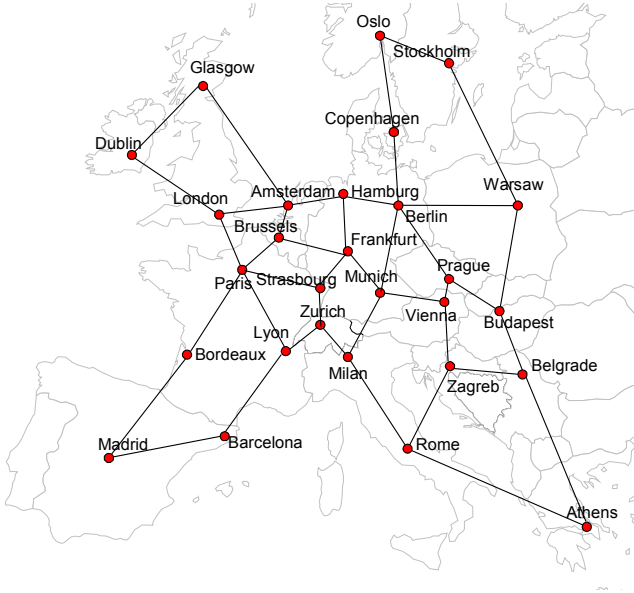 Oslo
Stockholm
Glasgow
Copenhagen
Dublin
Amsterdam
Hamburg
Warsaw
London
Berlin
Brussels
Frankfurt
Prague
Paris
Strasbourg
Munich
Zurich
Vienna
Budapest
Lyon
Bordeaux
Milan
Belgrade
Zagreb
Madrid
Barcelona
Rome
Athens